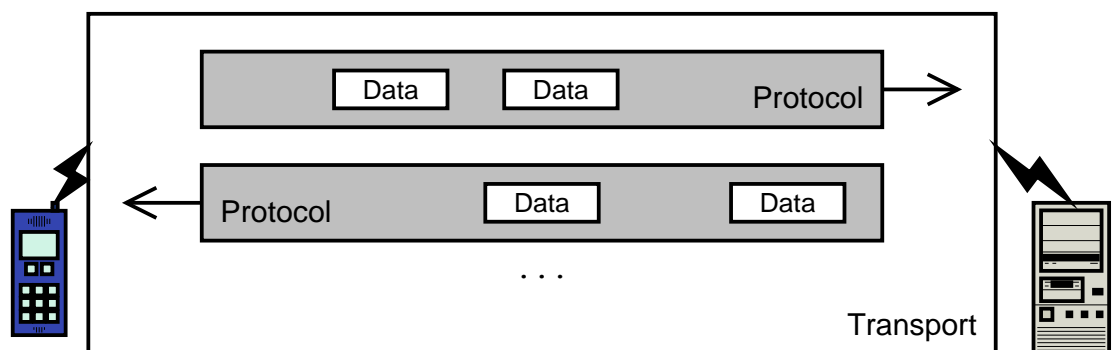 Data Data Protocol
Protocol Data Data
. . .
Transport